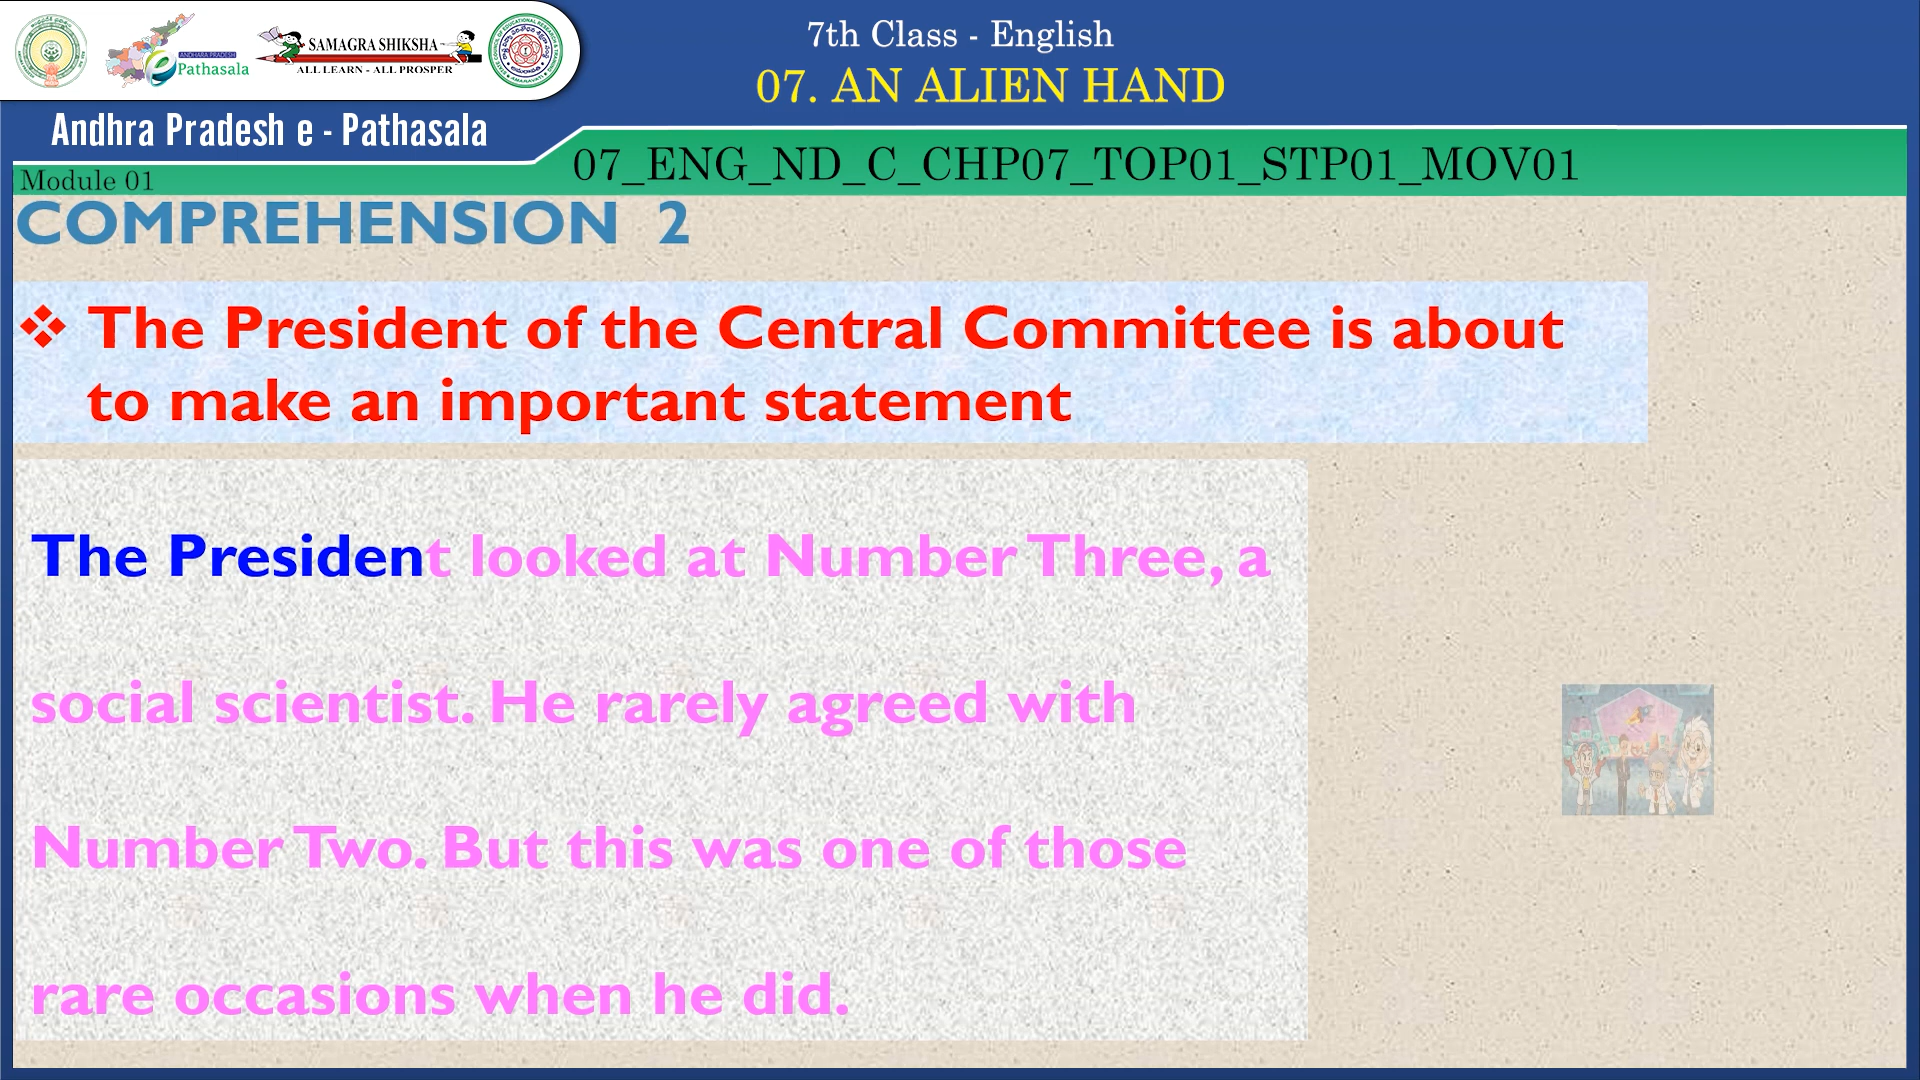 7th Class - English
07. AN ALIEN HAND
ANDHARA PRADESH
e Pathasala
SAMAGRA SHIKSHA
ALL LEARN - ALL PROSPER
Andhra Pradesh e - Pathasala
07_ENG_ND_C_CHP07_TOP01_STP01_MOV01
Module 01
COMPREHENSION 2
❖ The President of the Central Committee is about
to make an important statement
The President looked at Number Three, a
social scientist. He rarely agreed with
Number Two. But this was one of those
rare occasions when he did.